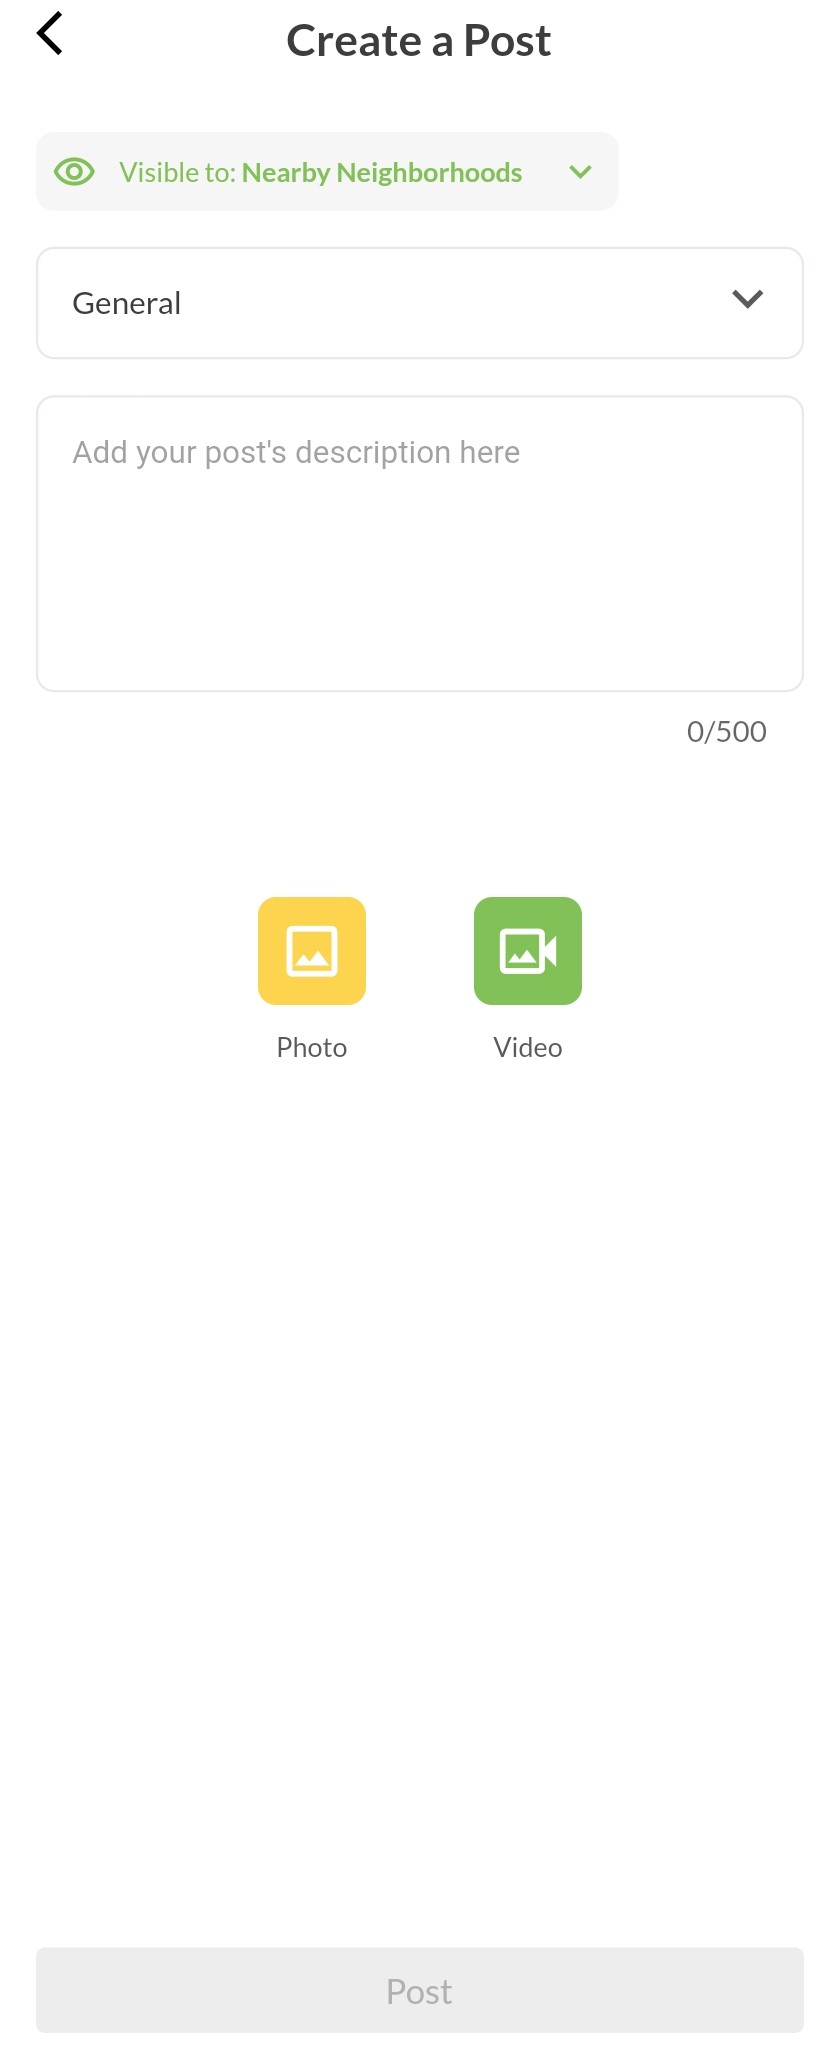 Create a Post
Visible to: Nearby Neighborhoods
General
Add your post's description here
0/500
Photo
Video
Post